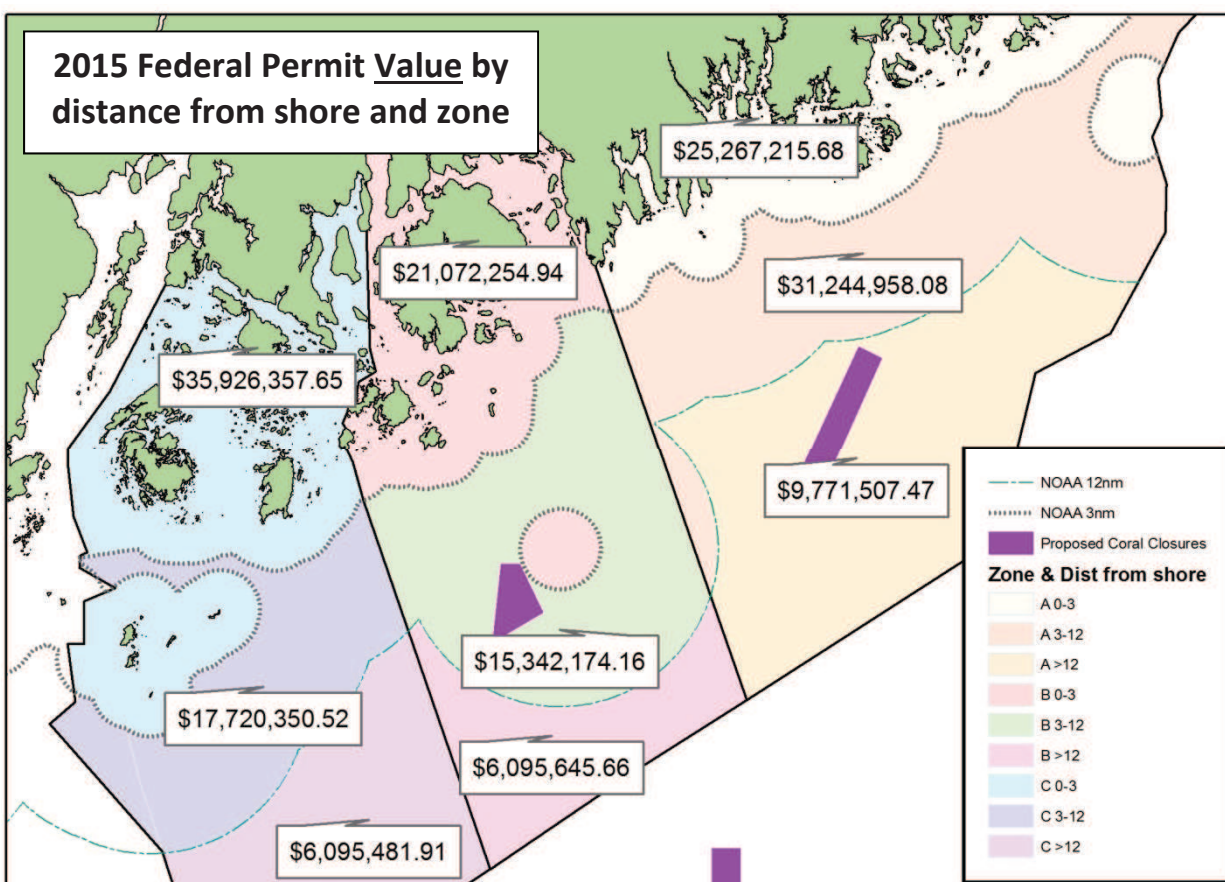 2015 Federal Permit Value by
distance from shore and zone
$25,267,215.68
$21,072,254.94
$31,244,958.08
$35,926,357.65
$9,771,507.47
$15,342,174.16
$17,720,350.52
$6,095,645.66
$6,095,481.91
NOAA 12nm
NOAA 3nm
Proposed Coral Closures
Zone & Dist from shore
A 0-3
A 3-12
A >12
B 0-3
B 3-12
B >12
C 0-3
C 3-12
C >12